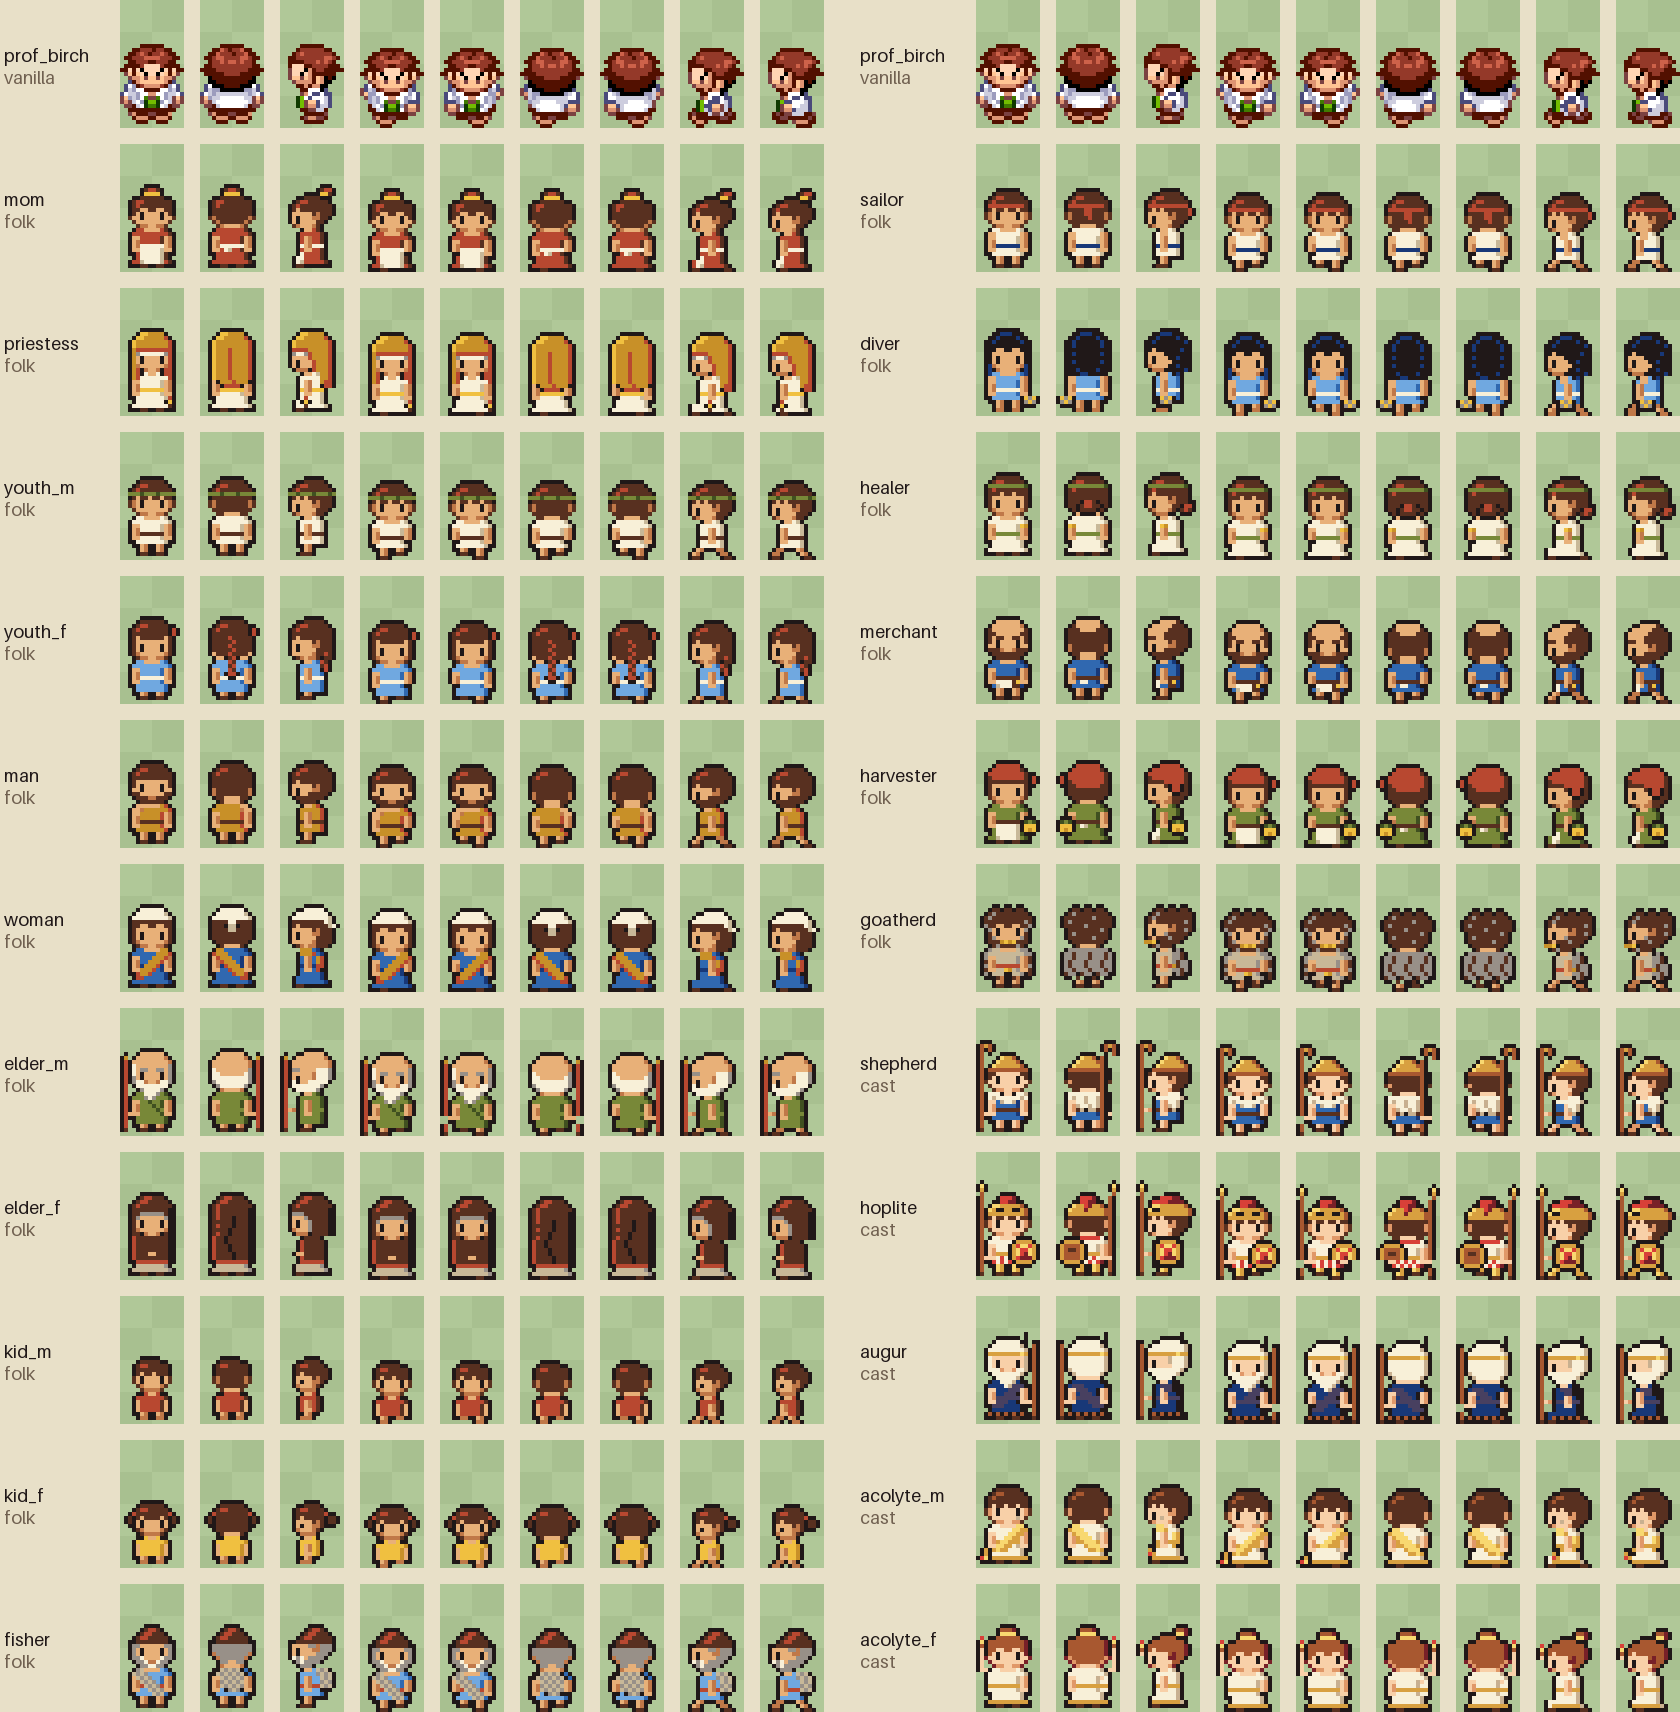 prof_birch
vanilla
prof_birch
vanilla
mom
folk
sailor
folk
priestess
folk
diver
folk
youth_m
folk
healer
folk
youth_f
folk
merchant
folk
man
folk
harvester
folk
woman
folk
goatherd
folk
elder_m
folk
shepherd
cast
elder_f
folk
hoplite
cast
kid_m
folk
augur
cast
kid_f
folk
acolyte_m
cast
fisher
folk
acolyte_f
cast